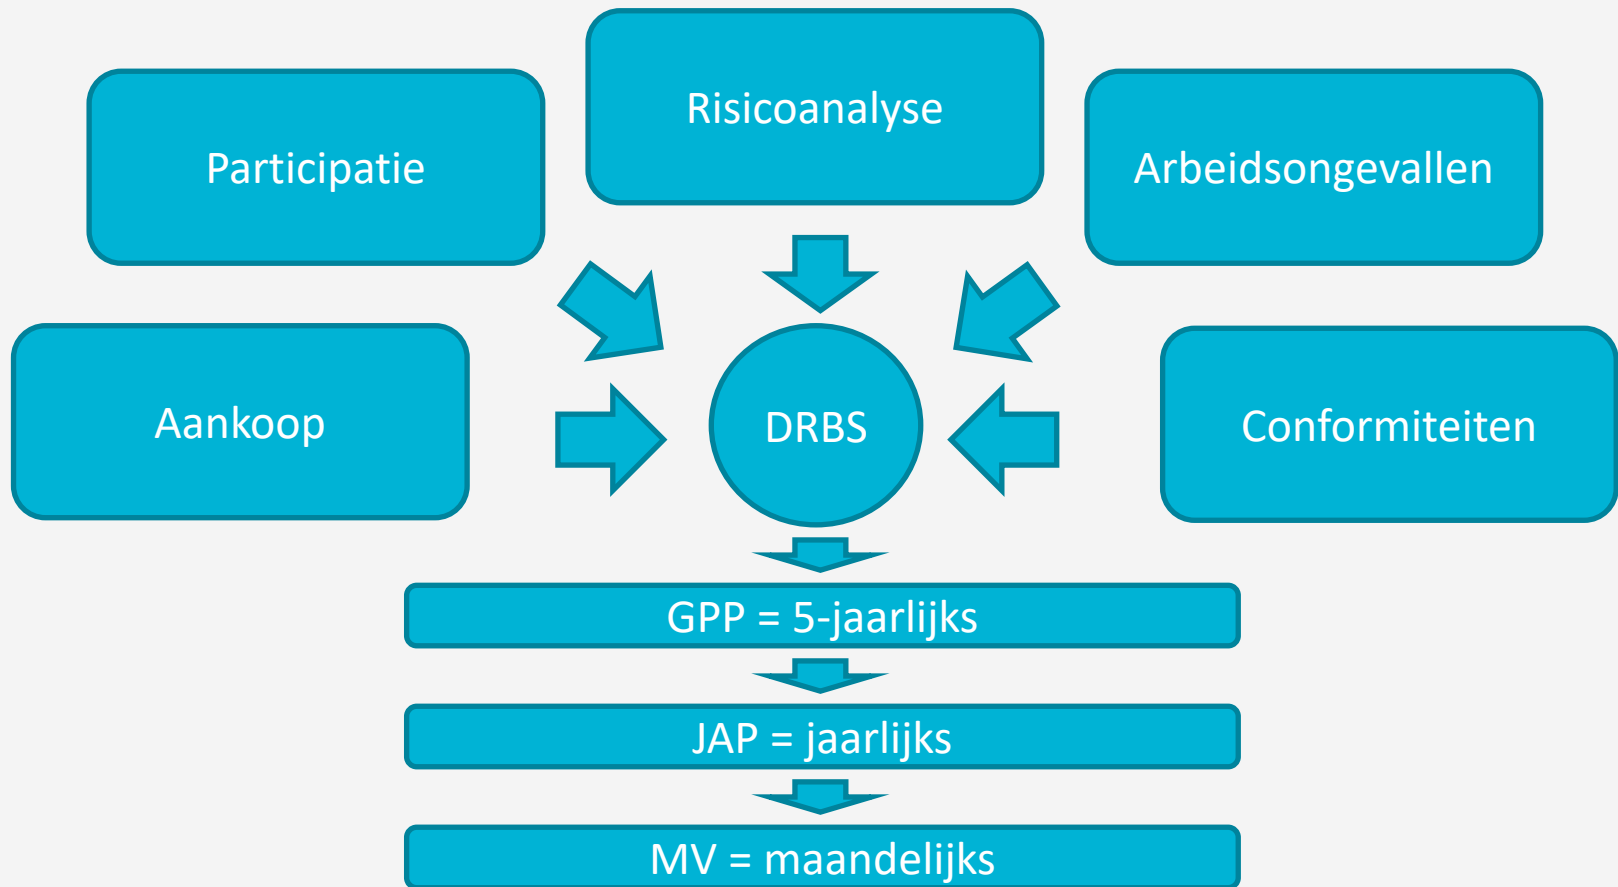 Risicoanalyse
Participatie
Arbeidsongevallen
Aankoop
DRBS
Conformiteiten
GPP = 5-jaarlijks
JAP = jaarlijks
MV = maandelijks